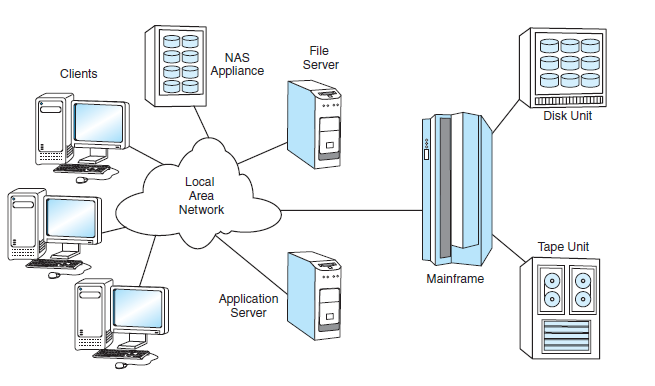 Clients
NAS
Appliance
File
Server
Disk Unit
Local
Area
Network
Tape Unit
Mainframe
Application
Server